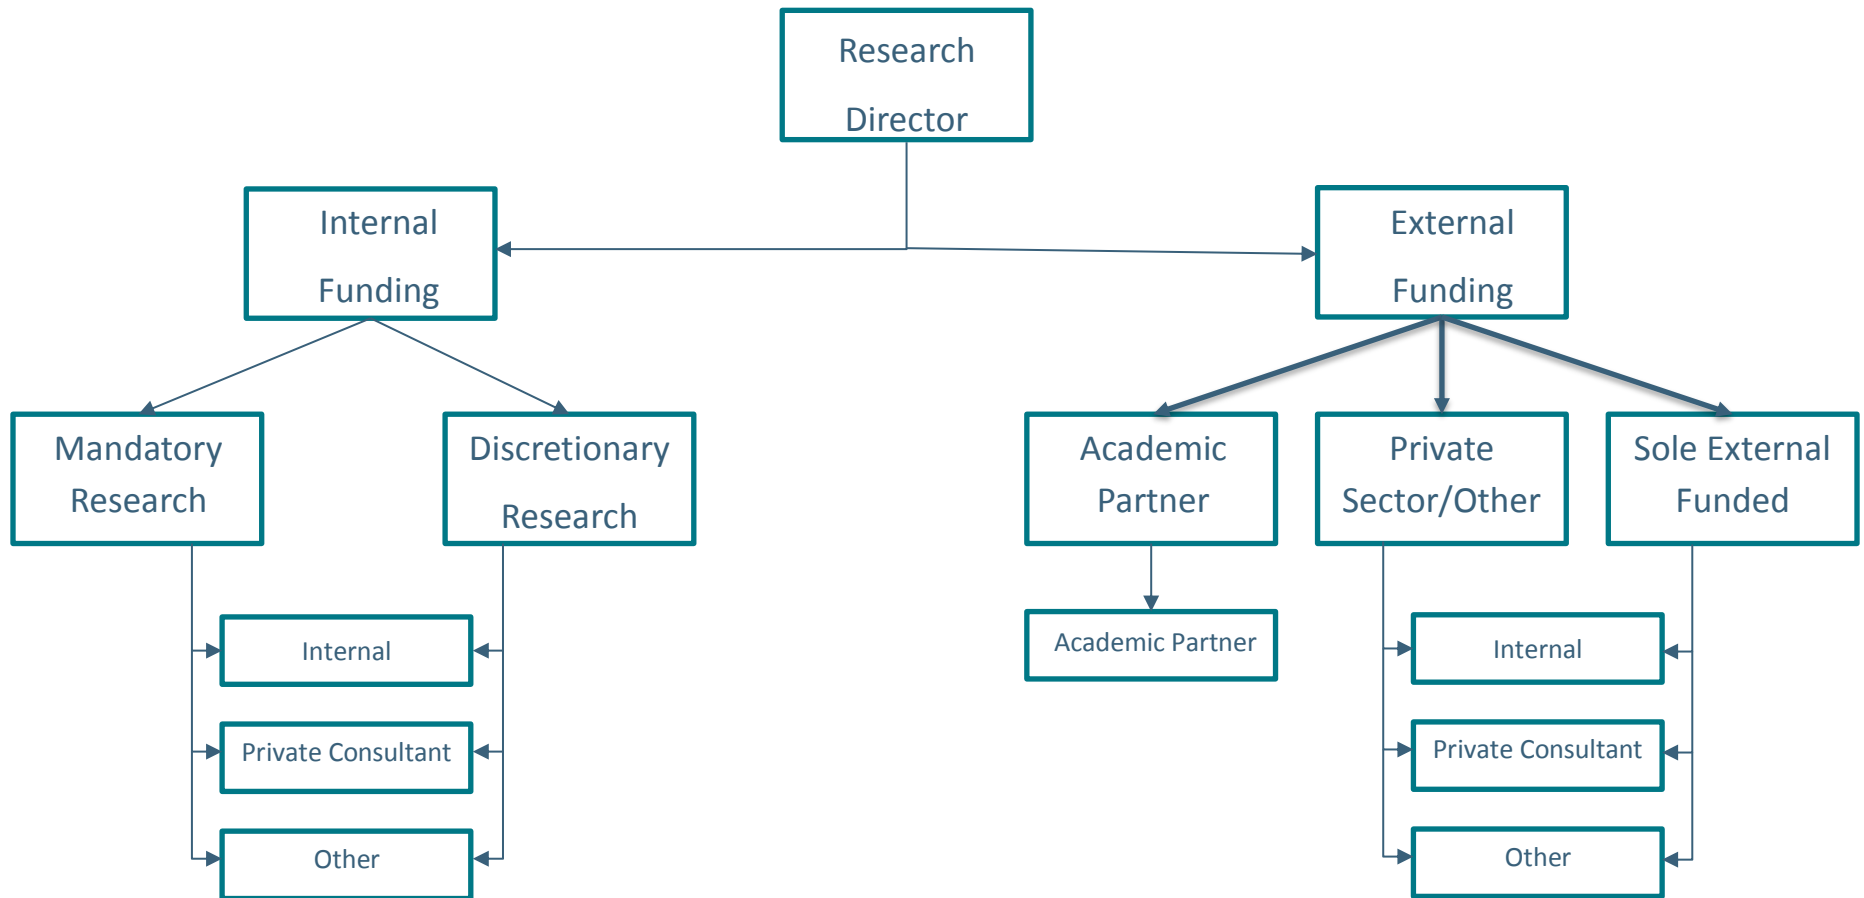 Research
Director
Internal
Funding
External
Funding
Mandatory
Research
Discretionary
Research
Academic
Partner
Private
Sector/Other
Sole External
Funded
Internal
Private Consultant
Other
Academic Partner
Internal
Private Consultant
Other